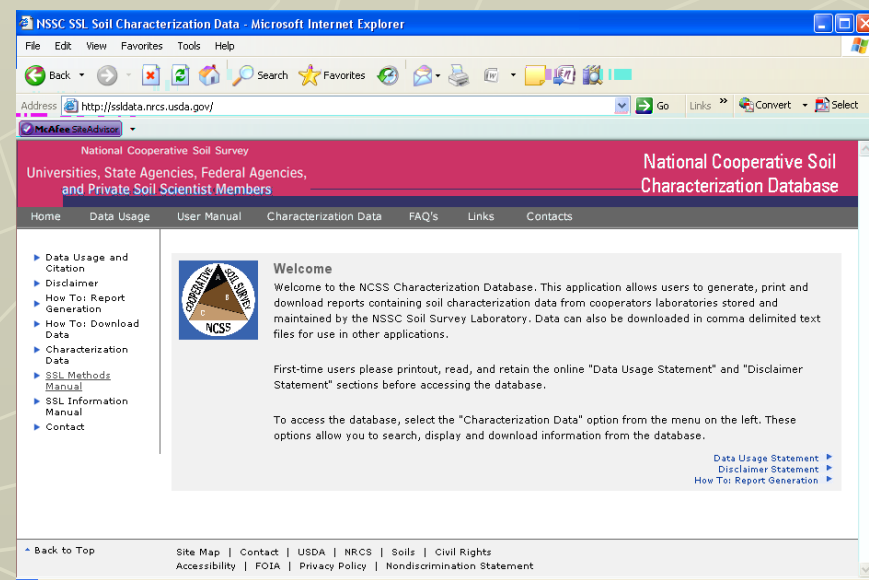 NSSC SSL Soil Characterization Data - Microsoft Internet Explorer
File Edit View Favorites Tools Help
Back Search Favorites
Address http://ssldata.nrcs.usda.gov/ Go Links » Convert Select
McAfee SiteAdvisor
National Cooperative Soil Survey
Universities, State Agencies, Federal Agencies,
and Private Soil Scientist Members
National Cooperative Soil
Characterization Database
Home Data Usage User Manual Characterization Data FAQ's Links Contacts
Data Usage and
Citation
Disclaimer
How To: Report
Generation
How To: Download
Data
Characterization
Data
SSL Methods
Manual
SSL Information
Manual
Contact
COOPERATIVE SOIL SURVEY
A
B
C
NCSS
Welcome
Welcome to the NCSS Characterization Database. This application allows users to generate, print and
download reports containing soil characterization data from cooperators laboratories stored and
maintained by the NSSC Soil Survey Laboratory. Data can also be downloaded in comma delimited text
files for use in other applications.
First-time users please printout, read, and retain the online "Data Usage Statement" and "Disclaimer
Statement" sections before accessing the database.
To access the database, select the "Characterization Data" option from the menu on the left. These
options allow you to search, display and download information from the database.
Data Usage Statement
Disclaimer Statement
How To: Report Generation
Back to Top
Site Map | Contact | USDA | NRCS | Soils | Civil Rights
Accessibility | FOIA | Privacy Policy | Nondiscrimination Statement